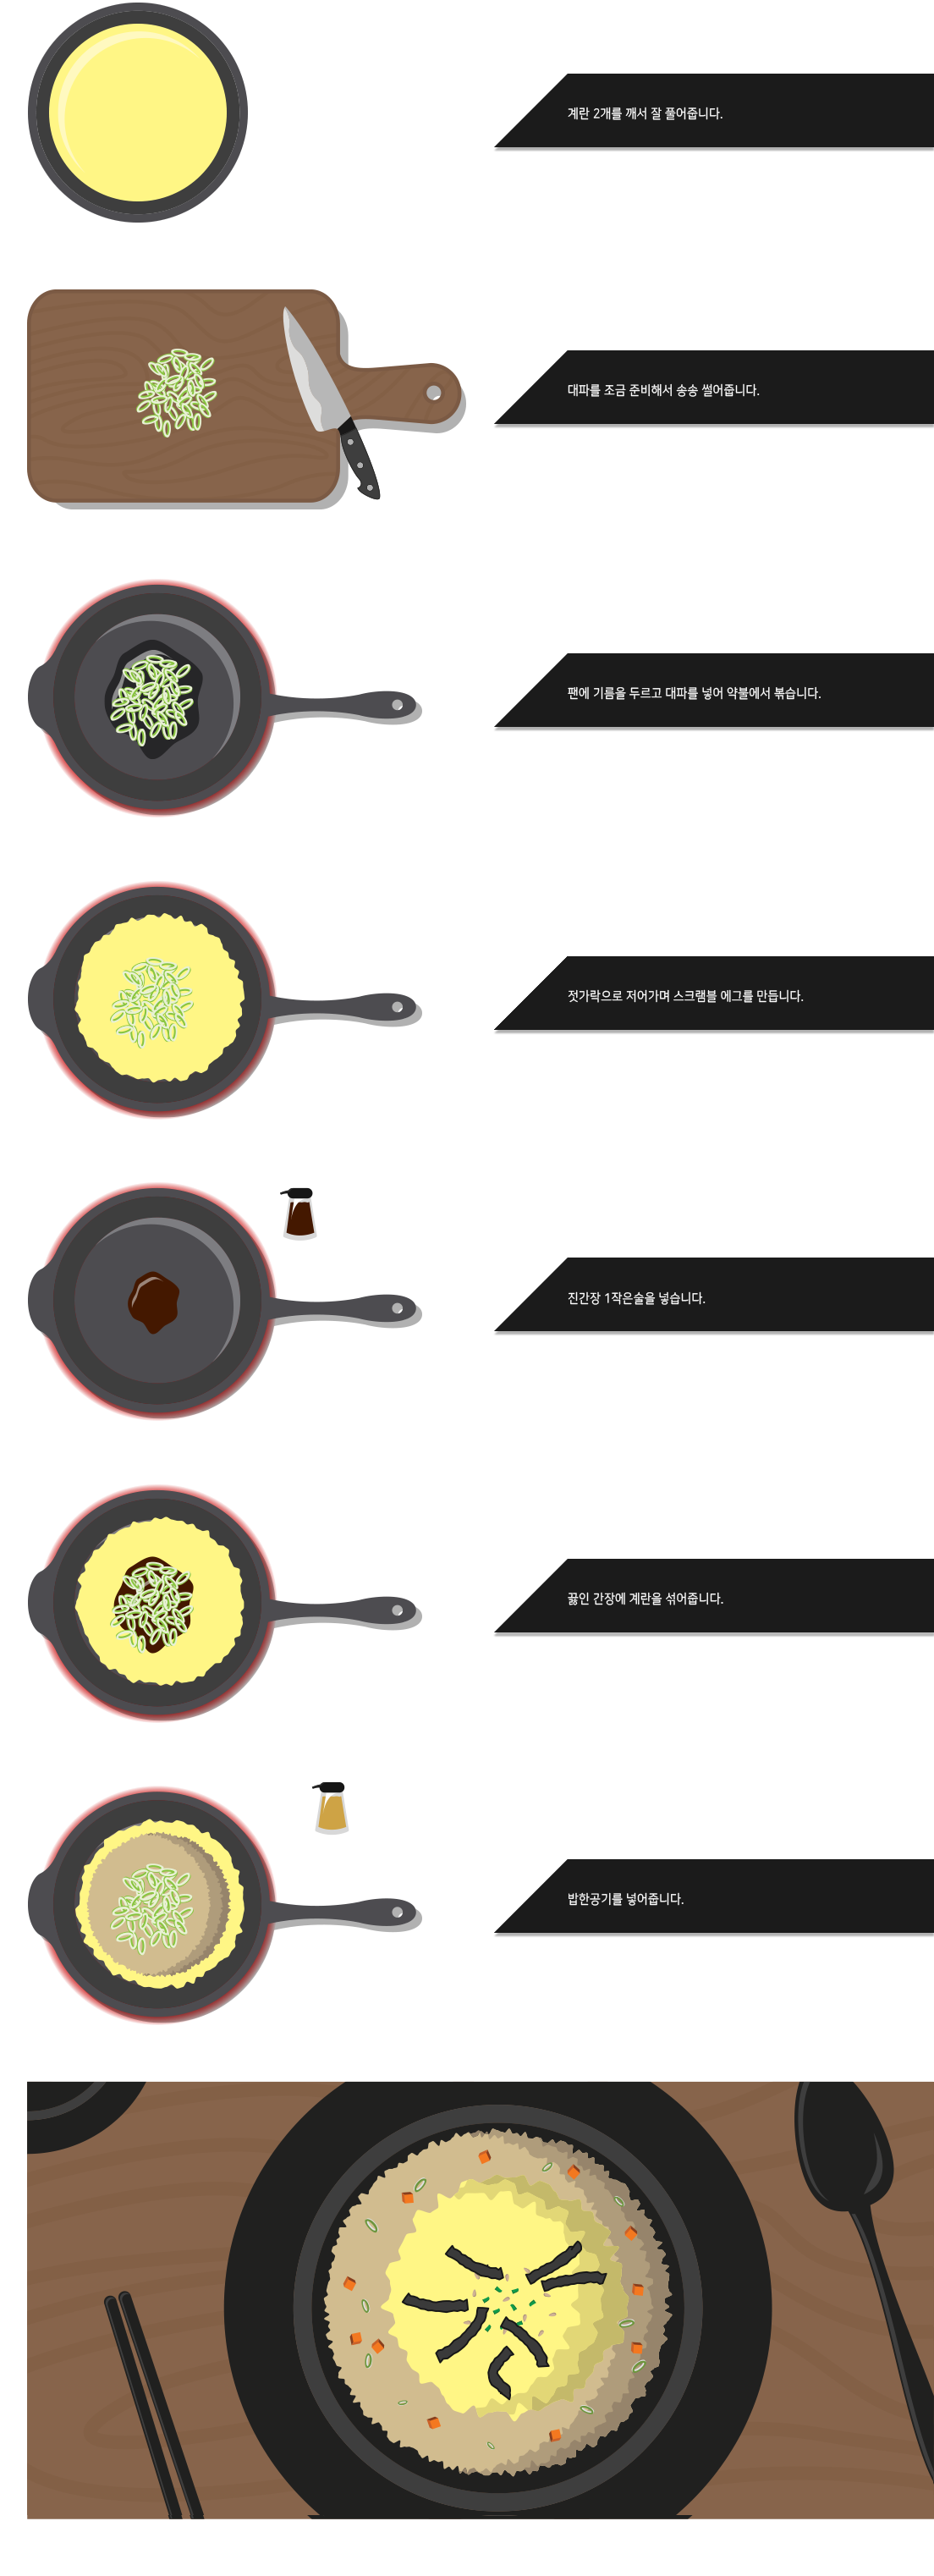 계란 2개를 깨서 잘 풀어줍니다.
대파를 조금 준비해서 송송 썰어줍니다.
팬에 기름을 두르고 대파를 넣어 약불에서 볶습니다.
젓가락으로 저어가며 스크램블 에그를 만듭니다.
진간장 1작은술을 넣습니다.
끓인 간장에 계란을 섞어줍니다.
밥한공기를 넣어줍니다.